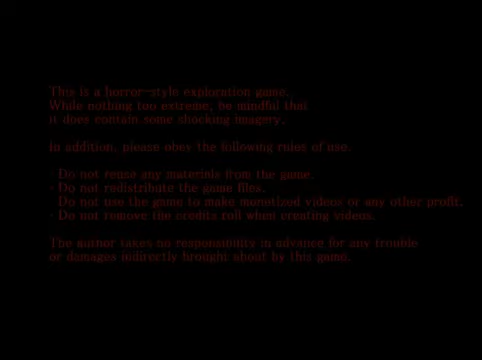 This is a horror-style exploration game.
While nothing too extreme, be mindful that
it does contain some shocking imagery.
In addition, please obey the following rules of use.
- Do not reuse any materials from the game.
- Do not redistribute the game files.
- Do not use the game to make monetized videos or any other profit.
- Do not remove the credits roll when creating videos.
The author takes no responsibility in advance for any trouble
or damages indirectly brought about by this game.